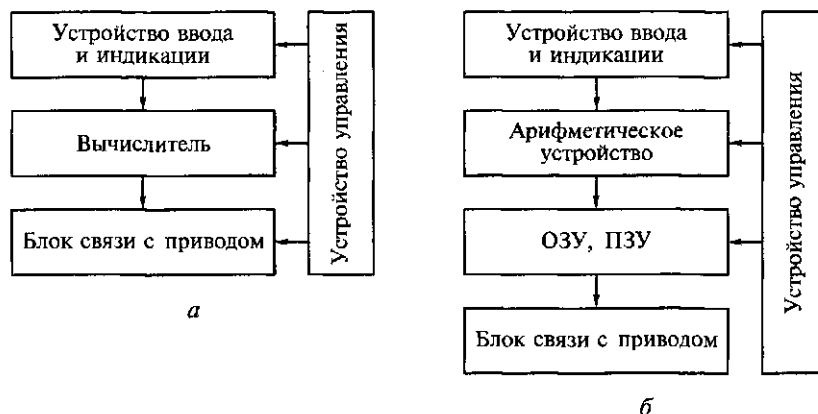 Устройство ввода
и индикации
Вычислитель
Блок связи с приводом
Устройство управления
а
Устройство ввода
и индикации
Арифметическое
устройство
ОЗУ, ПЗУ
Блок связи с приводом
Устройство управления
б